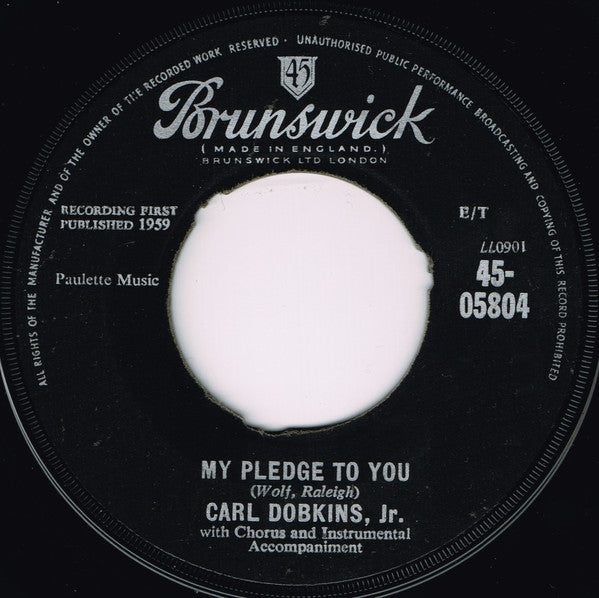 ALL RIGHTS OF THE MANUFACTURER AND OF THE OWNER OF THE RECORDED WORK RESERVED · UNAUTHORISED PUBLIC PERFORMANCE BROADCASTING AND COPYING OF THIS RECORD PROHIBITED
45
Brunswick
( MADE IN ENGLAND. )
BRUNSWICK LTD LONDON
RECORDING FIRST
PUBLISHED 1959
E/T
LL0901
Paulette Music
45-
05804
MY PLEDGE TO YOU
(Wolf, Raleigh)
CARL DOBKINS, Jr.
with Chorus and Instrumental
Accompaniment